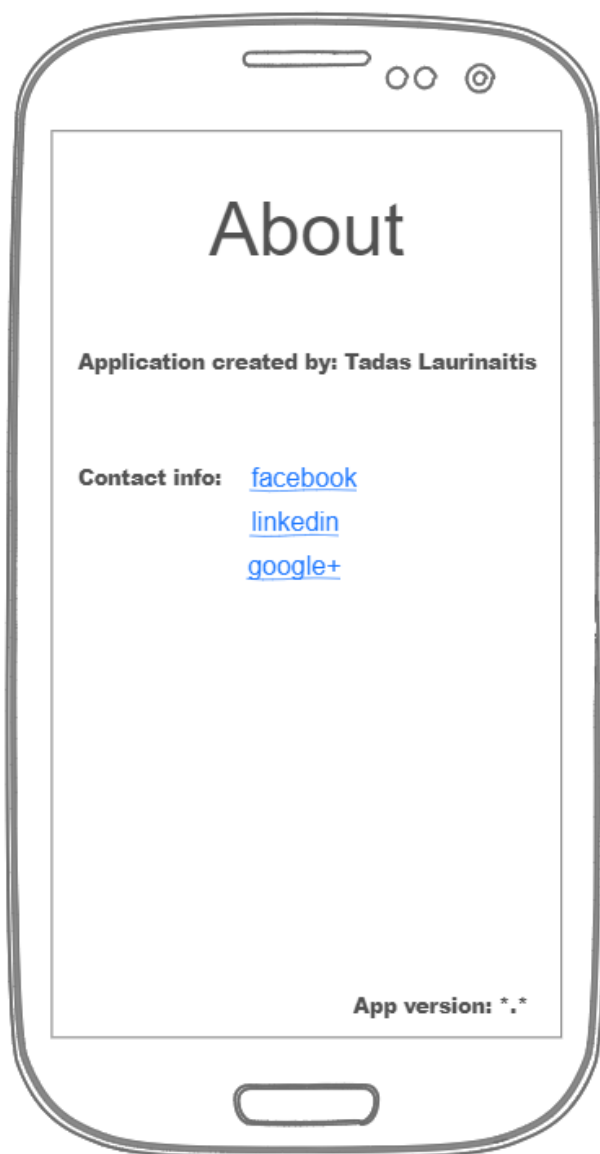 About
Application created by: Tadas Laurinaitis
Contact info: facebook
linkedin
google+
App version: *.*